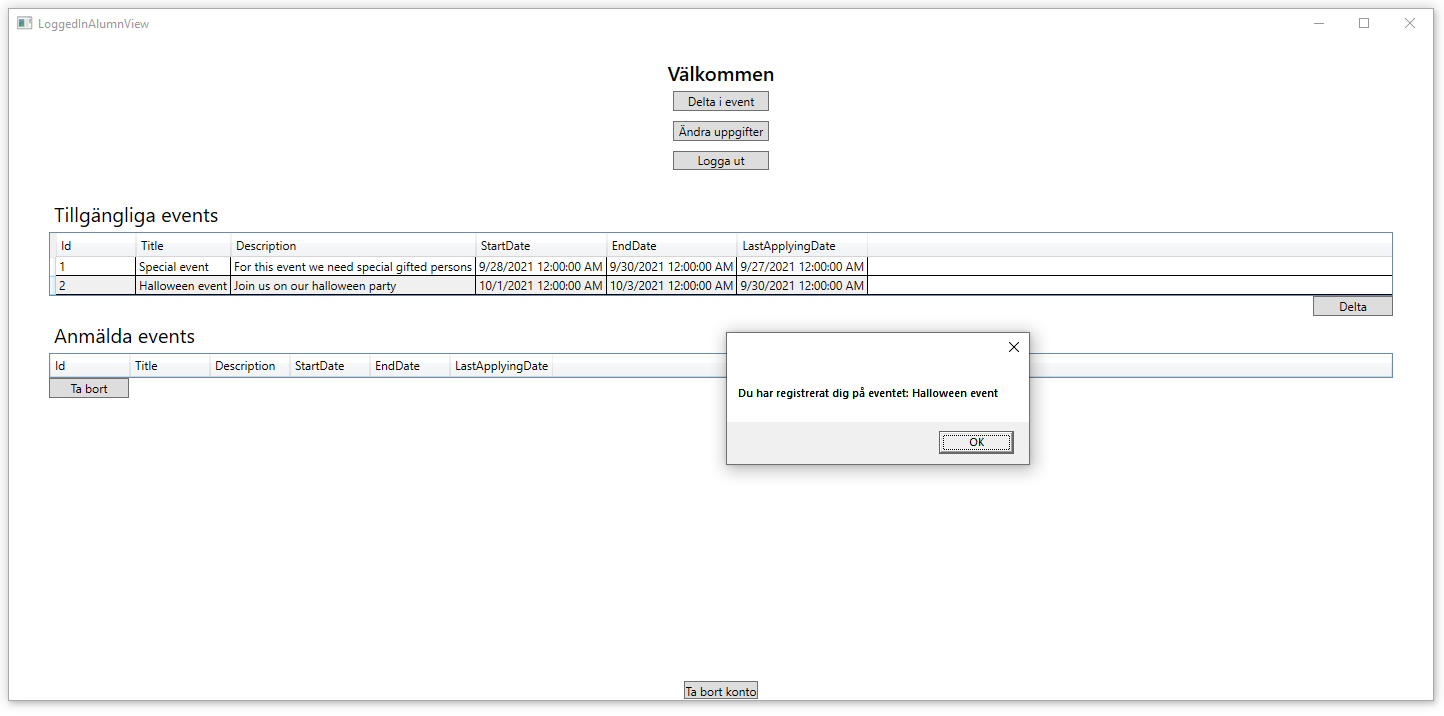 LoggedInAlumnView
Välkommen
Delta i event
Ändra uppgifter
Logga ut
Tillgängliga events
Id Title Description StartDate EndDate LastApplyingDate
1 Special event For this event we need special gifted persons 9/28/2021 12:00:00 AM 9/30/2021 12:00:00 AM 9/27/2021 12:00:00 AM
2 Halloween event Join us on our halloween party 10/1/2021 12:00:00 AM 10/3/2021 12:00:00 AM 9/30/2021 12:00:00 AM
Delta
Anmälda events
Id Title Description StartDate EndDate LastApplyingDate
Ta bort
Du har registrerat dig på eventet: Halloween event
OK
Ta bort konto